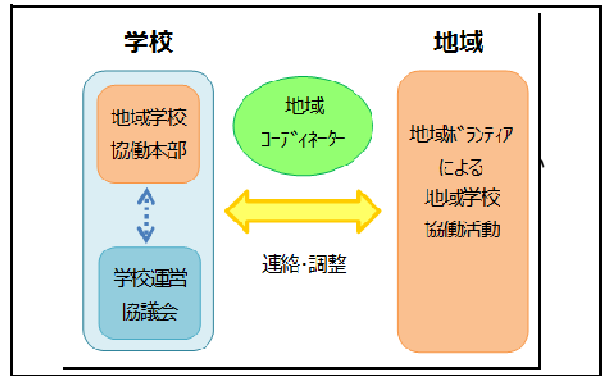 学校
地域
地域学校
協働本部
学校運営
協議会
地域
コーディネーター
連絡・調整
地域ボランティア
による
地域学校
協働活動